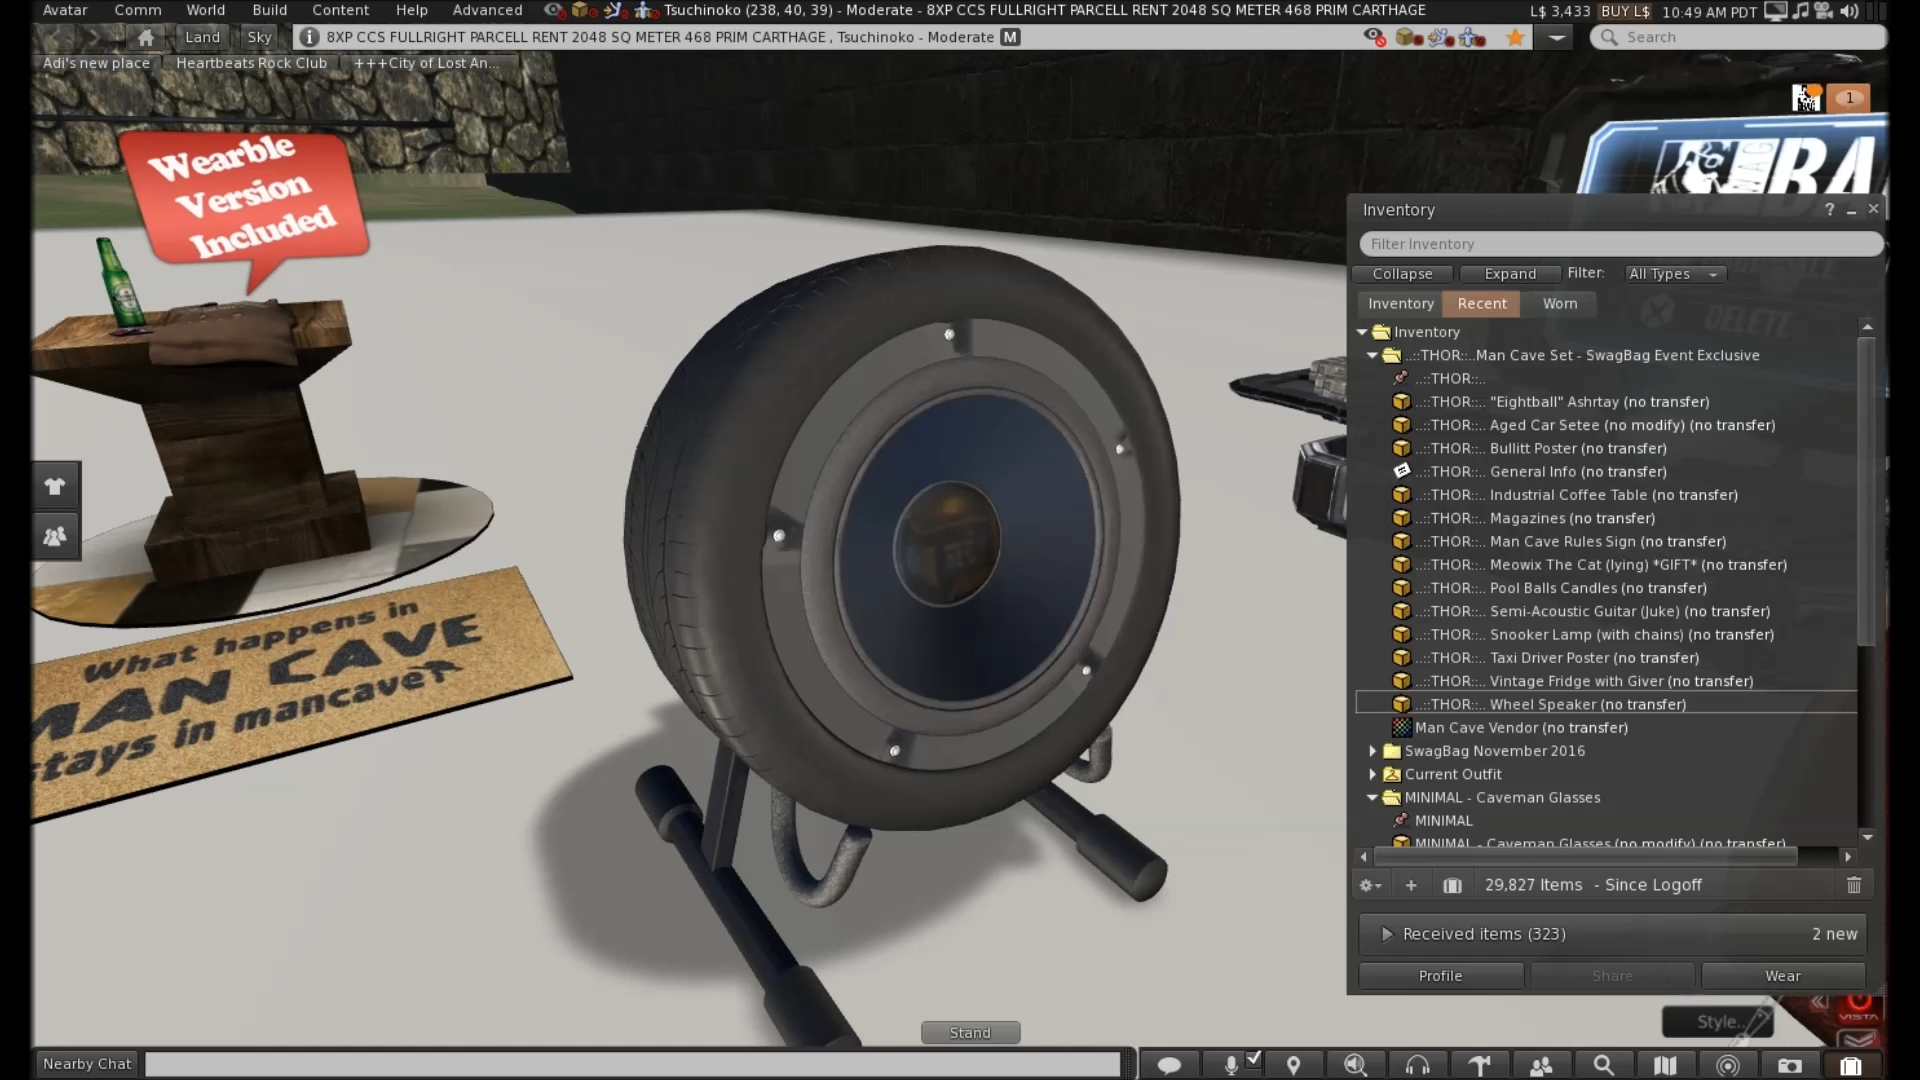 Avatar Comm World Build Content Help Advanced Tsuchinoko (238, 40, 39) - Moderate - 8XP CCS FULLRIGHT PARCELL RENT 2048 SQ METER 468 PRIM CARTHAGE L$ 3,433 BUY L$ 10:49 AM PDT
Land Sky 8XP CCS FULLRIGHT PARCELL RENT 2048 SQ METER 468 PRIM CARTHAGE , Tsuchinoko - Moderate M Search
Adi's new place Heartbeats Rock Club +++City of Lost An...
1
Wearble
Version
Included
BA
What happens in
MAN CAVE
stays in mancave?
Inventory ?
Filter Inventory
Collapse Expand Filter: All Types
Inventory Recent Worn
DELETE
Inventory
..::THOR::..Man Cave Set - SwagBag Event Exclusive
..::THOR::..
..::THOR::.. "Eightball" Ashrtay (no transfer)
..::THOR::.. Aged Car Setee (no modify) (no transfer)
..::THOR::.. Bullitt Poster (no transfer)
..::THOR::.. General Info (no transfer)
..::THOR::.. Industrial Coffee Table (no transfer)
..::THOR::.. Magazines (no transfer)
..::THOR::.. Man Cave Rules Sign (no transfer)
..::THOR::.. Meowix The Cat (lying) *GIFT* (no transfer)
..::THOR::.. Pool Balls Candles (no transfer)
..::THOR::.. Semi-Acoustic Guitar (Juke) (no transfer)
..::THOR::.. Snooker Lamp (with chains) (no transfer)
..::THOR::.. Taxi Driver Poster (no transfer)
..::THOR::.. Vintage Fridge with Giver (no transfer)
..::THOR::.. Wheel Speaker (no transfer)
Man Cave Vendor (no transfer)
SwagBag November 2016
Current Outfit
MINIMAL - Caveman Glasses
MINIMAL
MINIMAL - Caveman Glasses (no modify) (no transfer)
29,827 Items - Since Logoff
Received items (323) 2 new
Profile Share Wear
Style..
VISTA
Stand
Nearby Chat